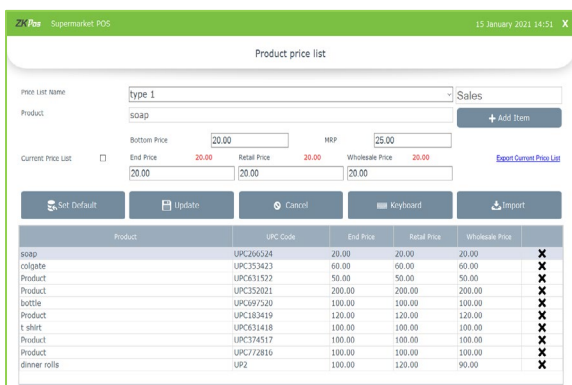 ZKPos Supermarket POS 15 January 2021 14:51 X
Product price list
Price List Name type 1 Sales
Product soap + Add Item
Bottom Price 20.00 MRP 25.00
Current Price List End Price 20.00 Retail Price 20.00 Wholesale Price 20.00 Export Current Price List
20.00 20.00 20.00
Set Default Update Cancel Keyboard Import
Product UPC Code End Price Retail Price Wholesale Price
soap UPC266524 20.00 20.00 20.00 X
colgate UPC353423 60.00 60.00 60.00 X
Product UPC631522 50.00 50.00 50.00 X
Product UPC352021 200.00 200.00 200.00 X
bottle UPC697520 100.00 100.00 100.00 X
Product UPC183419 120.00 120.00 120.00 X
t shirt UPC631418 100.00 100.00 100.00 X
Product UPC374517 100.00 100.00 100.00 X
Product UPC772816 100.00 100.00 100.00 X
dinner rolls UP2 100.00 120.00 90.00 X